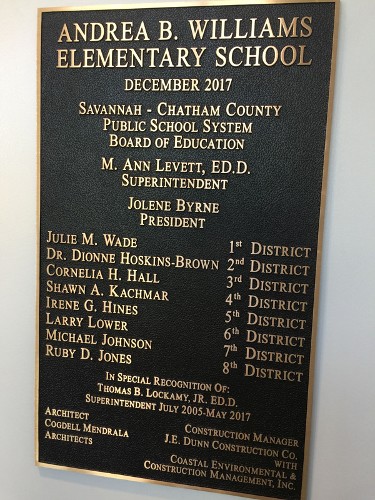 ANDREA B. WILLIAMS
ELEMENTARY SCHOOL
DECEMBER 2017
SAVANNAH - CHATHAM COUNTY
PUBLIC SCHOOL SYSTEM
BOARD OF EDUCATION
M. ANN LEVETT, ED.D.
SUPERINTENDENT
JOLENE BYRNE
PRESIDENT
JULIE M. WADE 1st DISTRICT
DR. DIONNE HOSKINS-BROWN 2nd DISTRICT
CORNELIA H. HALL 3rd DISTRICT
SHAWN A. KACHMAR 4th DISTRICT
IRENE G. HINES 5th DISTRICT
LARRY LOWER 6th DISTRICT
MICHAEL JOHNSON 7th DISTRICT
RUBY D. JONES 8th DISTRICT
IN SPECIAL RECOGNITION OF:
THOMAS B. LOCKAMY, JR. ED.D.
SUPERINTENDENT JULY 2005-MAY 2017
ARCHITECT
COGDELL MENDRALA
ARCHITECTS
CONSTRUCTION MANAGER
J.E. DUNN CONSTRUCTION CO.
WITH
COASTAL ENVIRONMENTAL &
CONSTRUCTION MANAGEMENT, INC.